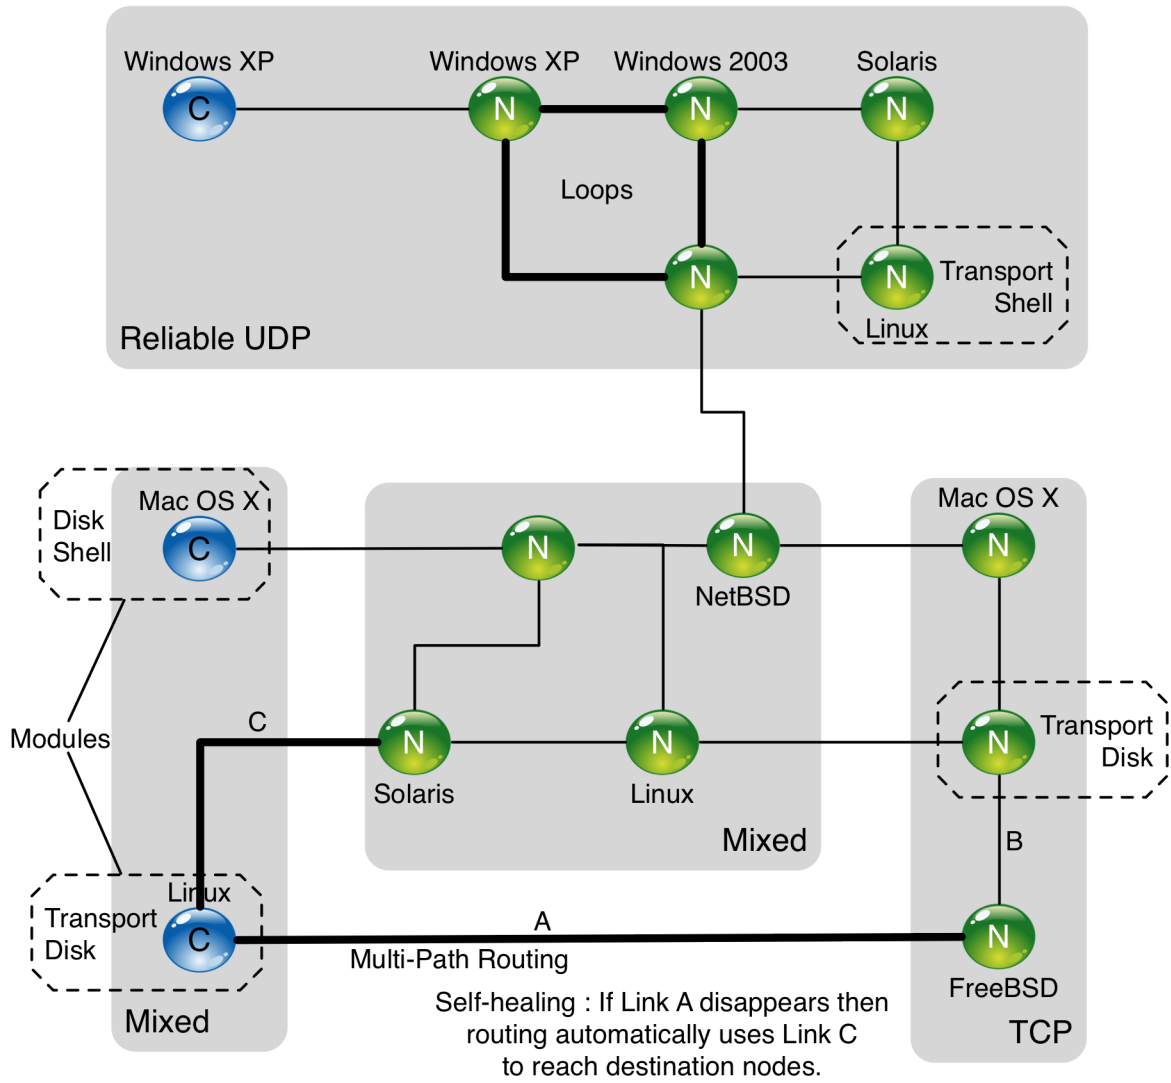 Windows XP
Windows XP
Windows 2003
Solaris
C
N
N
N
Loops
N
N
Transport
Shell
Linux
Reliable UDP
Mac OS X
Disk
Shell
C
N
N
NetBSD
Mac OS X
N
Modules
C
N
Solaris
N
Linux
N
Transport
Disk
Mixed
B
Linux
Transport
Disk
C
A
Multi-Path Routing
N
FreeBSD
Mixed
TCP
Self-healing : If Link A disappears then
routing automatically uses Link C
to reach destination nodes.